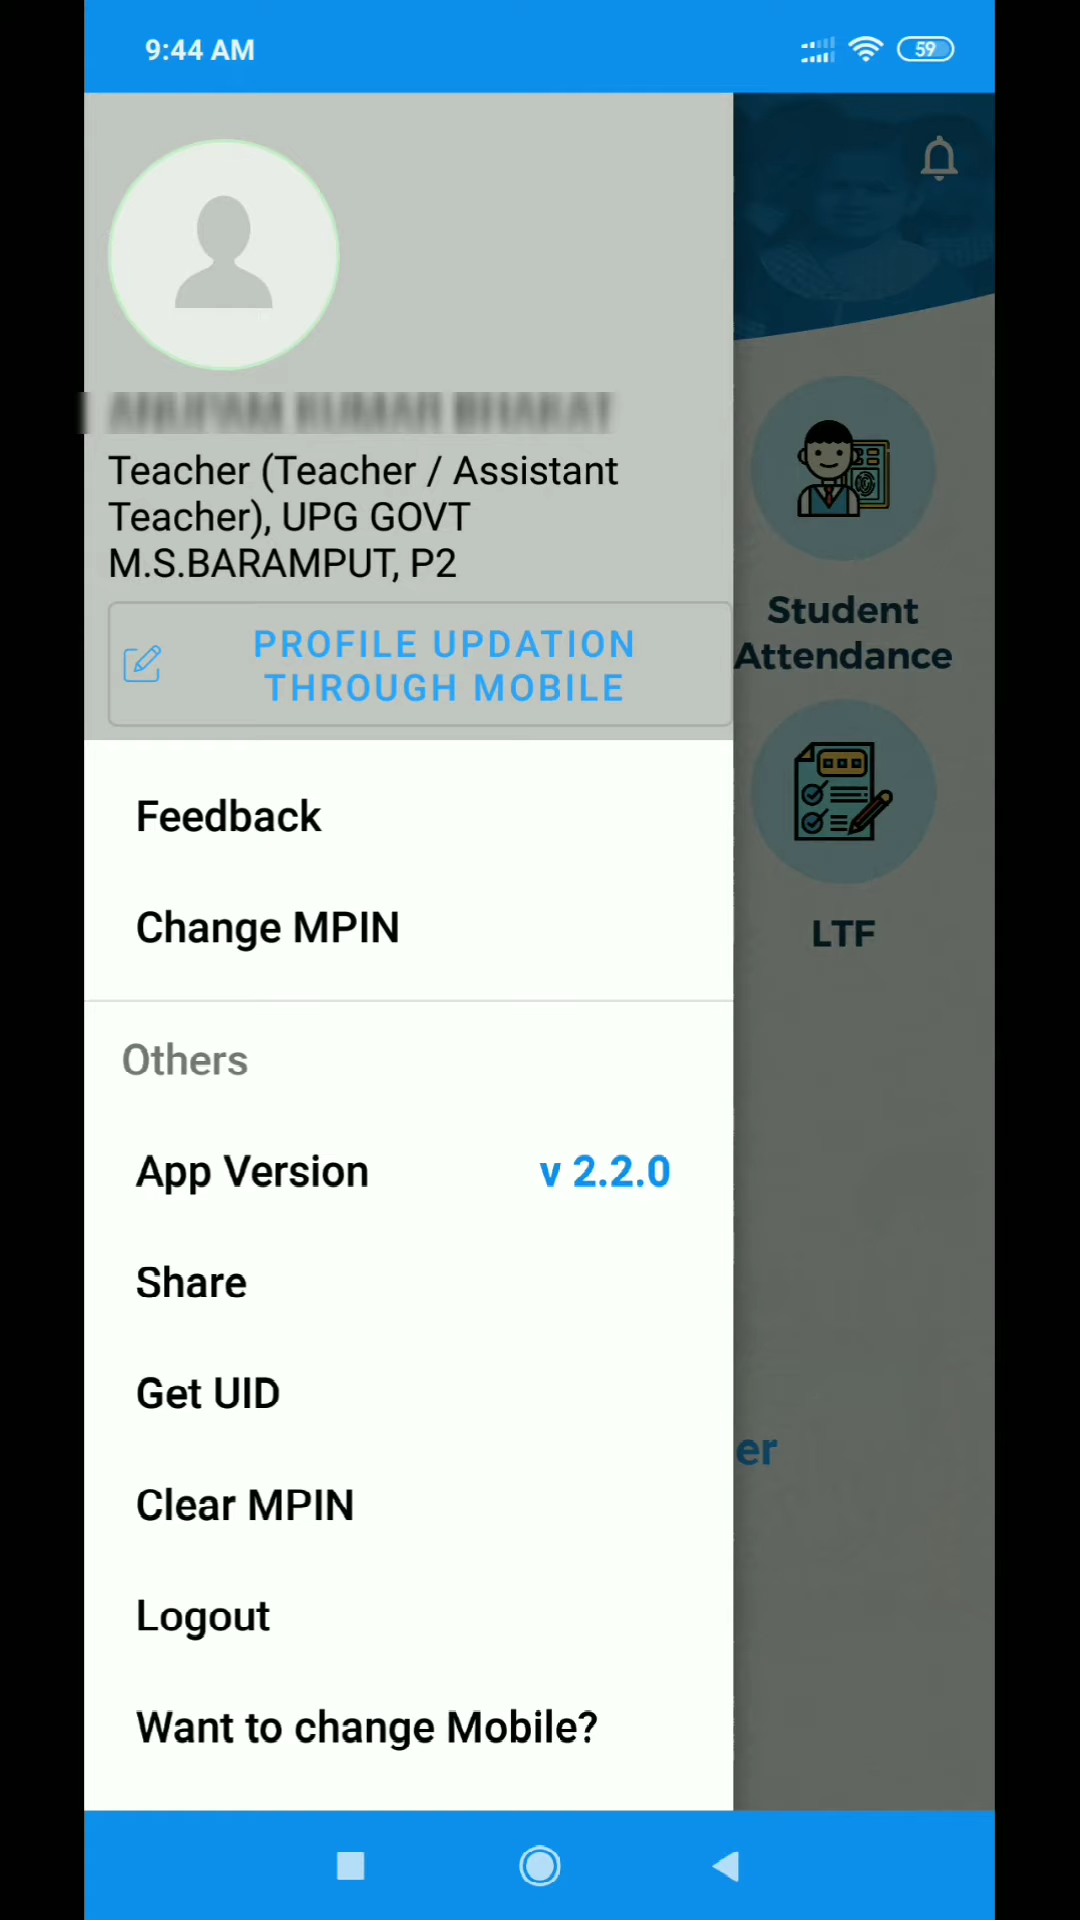 9:44 AM
59
Teacher (Teacher / Assistant
Teacher), UPG GOVT
M.S.BARAMPUT, P2
PROFILE UPDATION
THROUGH MOBILE
Feedback
Change MPIN
Others
App Version v 2.2.0
Share
Get UID
Clear MPIN
Logout
Want to change Mobile?
Student
Attendance
LTF
er